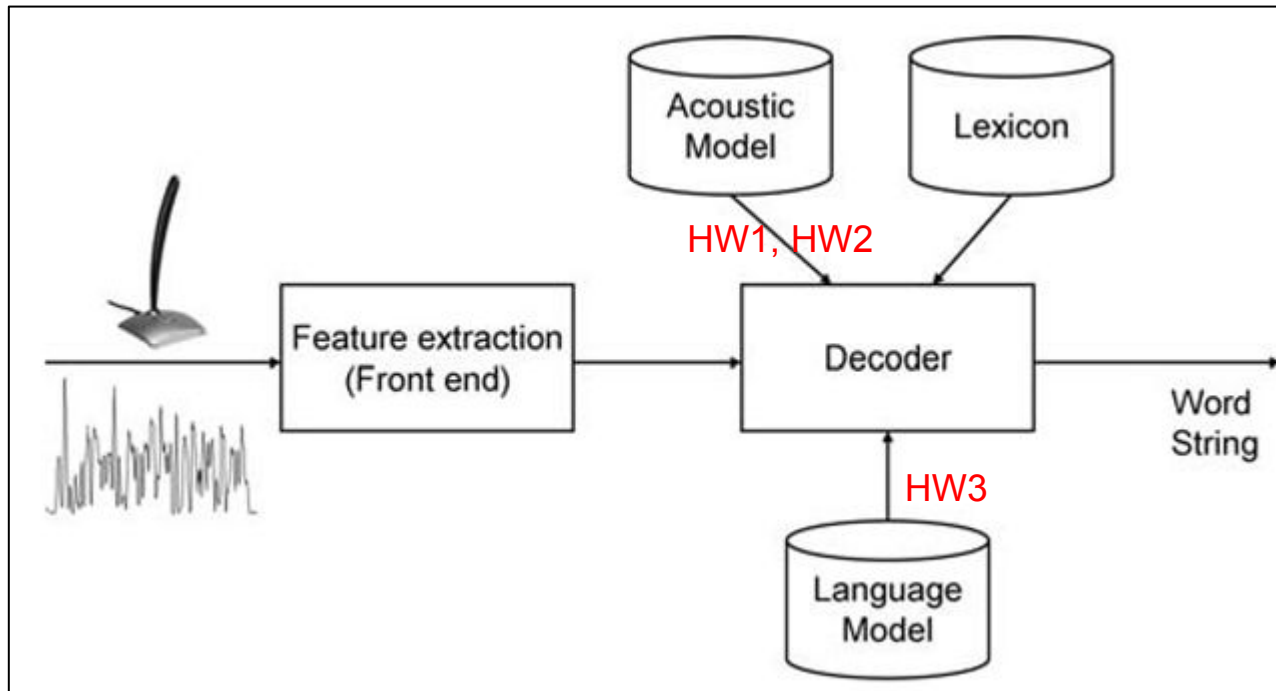 Acoustic
Model
Lexicon
HW1, HW2
Feature extraction
(Front end)
Decoder
Word
String
HW3
Language
Model